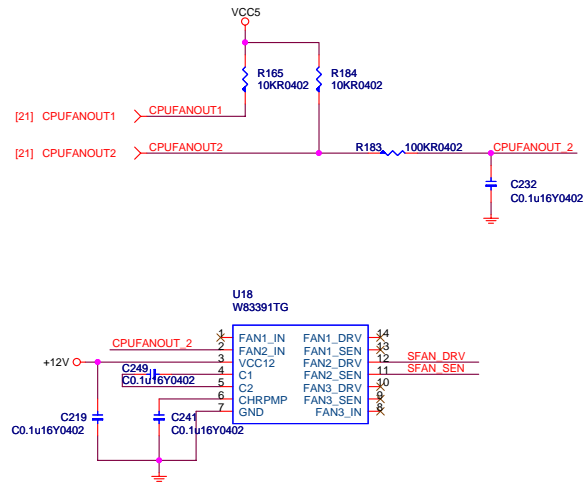 VCC5
R165
10KR0402
R184
10KR0402
[21] CPUFANOUT1
CPUFANOUT1
[21] CPUFANOUT2
CPUFANOUT2
R183
100KR0402
CPUFANOUT_2
C232
C0.1u16Y0402
U18
W83391TG
CPUFANOUT_2
+12V
1 FAN1_IN FAN1_DRV 14
2 FAN2_IN FAN1_SEN 13
3 VCC12 FAN2_DRV 12 SFAN_DRV
4 C1 FAN2_SEN 11 SFAN_SEN
5 C2 FAN3_DRV 10
6 CHRPMP FAN3_SEN 9
7 GND FAN3_IN 8
C249
C0.1u16Y0402
C219
C0.1u16Y0402
C241
C0.1u16Y0402